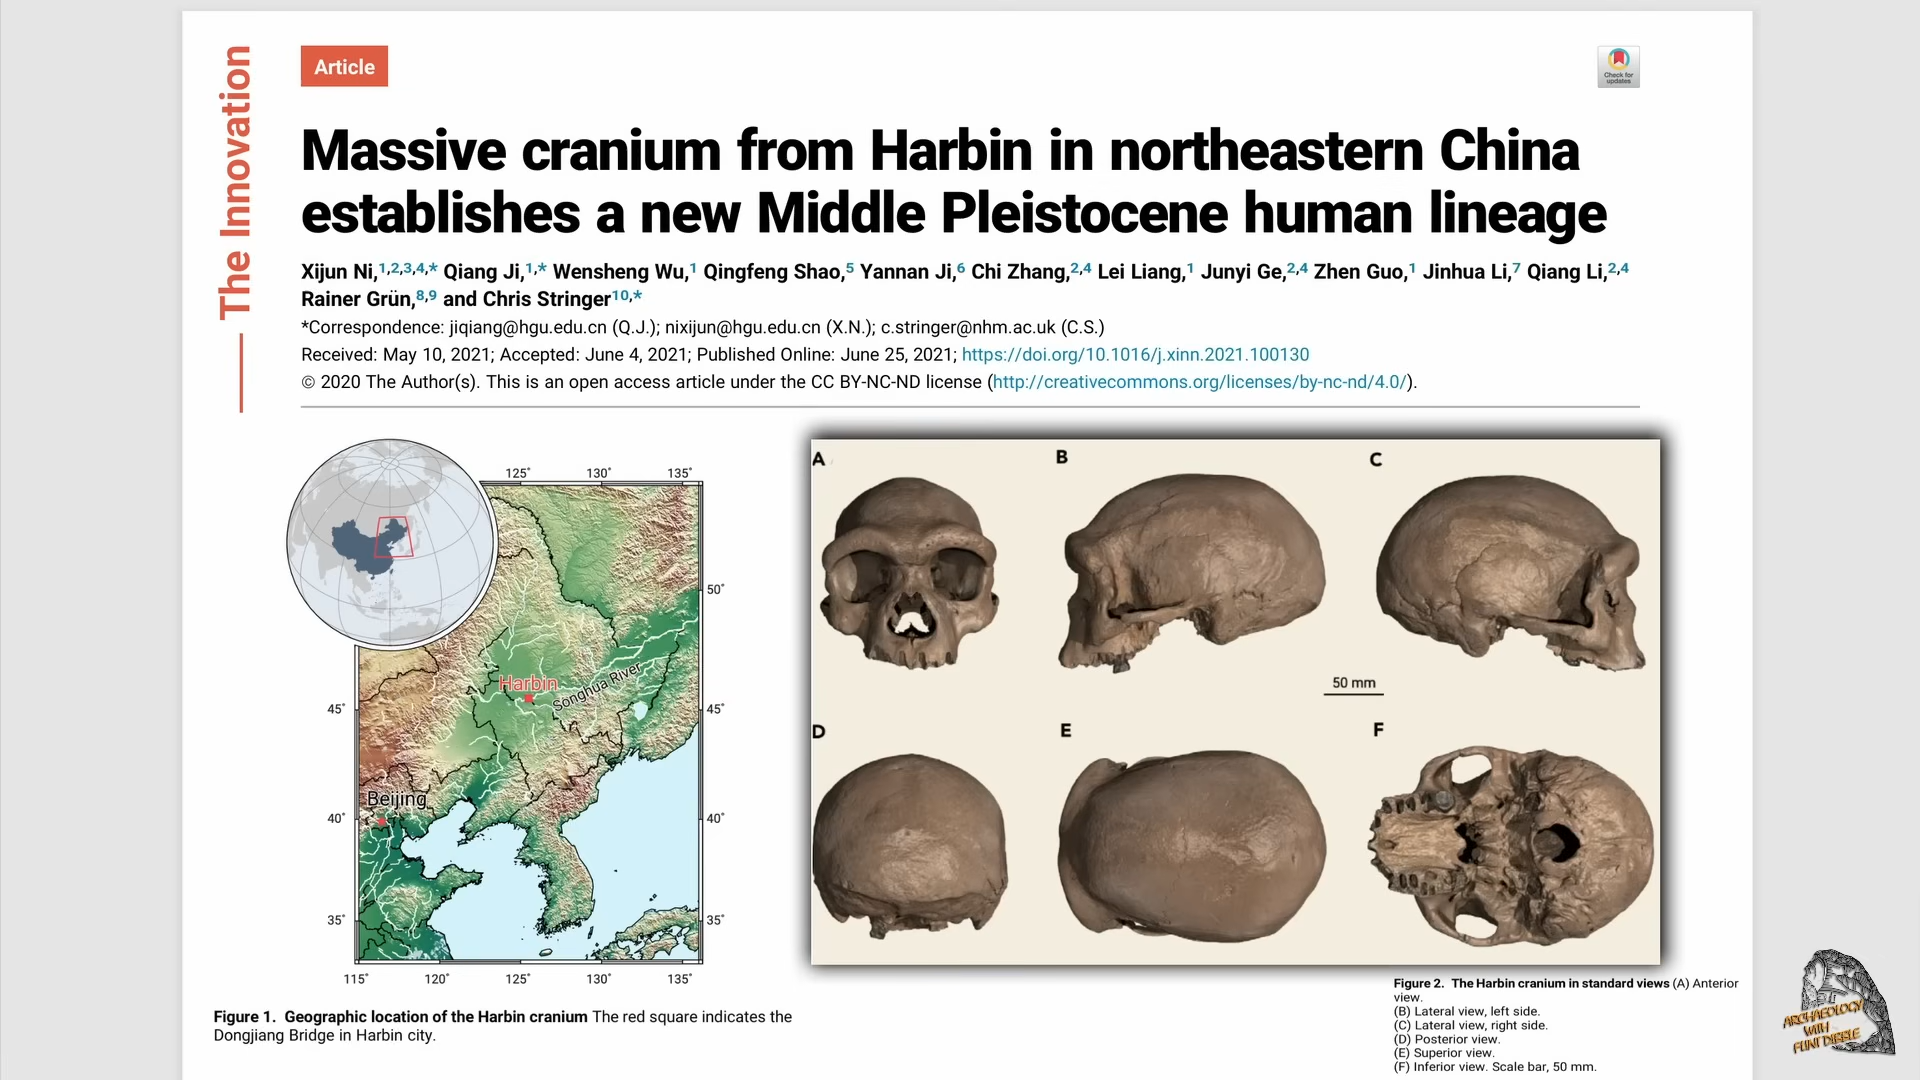 The Innovation
Article
Check for
updates
Massive cranium from Harbin in northeastern China
establishes a new Middle Pleistocene human lineage
Xijun Ni,1,2,3,4,* Qiang Ji,1,* Wensheng Wu,1 Qingfeng Shao,5 Yannan Ji,6 Chi Zhang,2,4 Lei Liang,1 Junyi Ge,2,4 Zhen Guo,1 Jinhua Li,7 Qiang Li,2,4
Rainer Grün,8,9 and Chris Stringer10,*
*Correspondence: jiqiang@hgu.edu.cn (Q.J.); nixijun@hgu.edu.cn (X.N.); c.stringer@nhm.ac.uk (C.S.)
Received: May 10, 2021; Accepted: June 4, 2021; Published Online: June 25, 2021; https://doi.org/10.1016/j.xinn.2021.100130
© 2020 The Author(s). This is an open access article under the CC BY-NC-ND license (http://creativecommons.org/licenses/by-nc-nd/4.0/).
125° 130° 135°
50°
Harbin
Songhua River
45° 45°
Beijing
40° 40°
35° 35°
115° 120° 125° 130° 135°
Figure 1. Geographic location of the Harbin cranium The red square indicates the
Dongjiang Bridge in Harbin city.
A B C
50 mm
D E F
Figure 2. The Harbin cranium in standard views (A) Anterior
view.
(B) Lateral view, left side.
(C) Lateral view, right side.
(D) Posterior view.
(E) Superior view.
(F) Inferior view. Scale bar, 50 mm.
ARCHAEOLOGY
WITH
FLINT DIBBLE